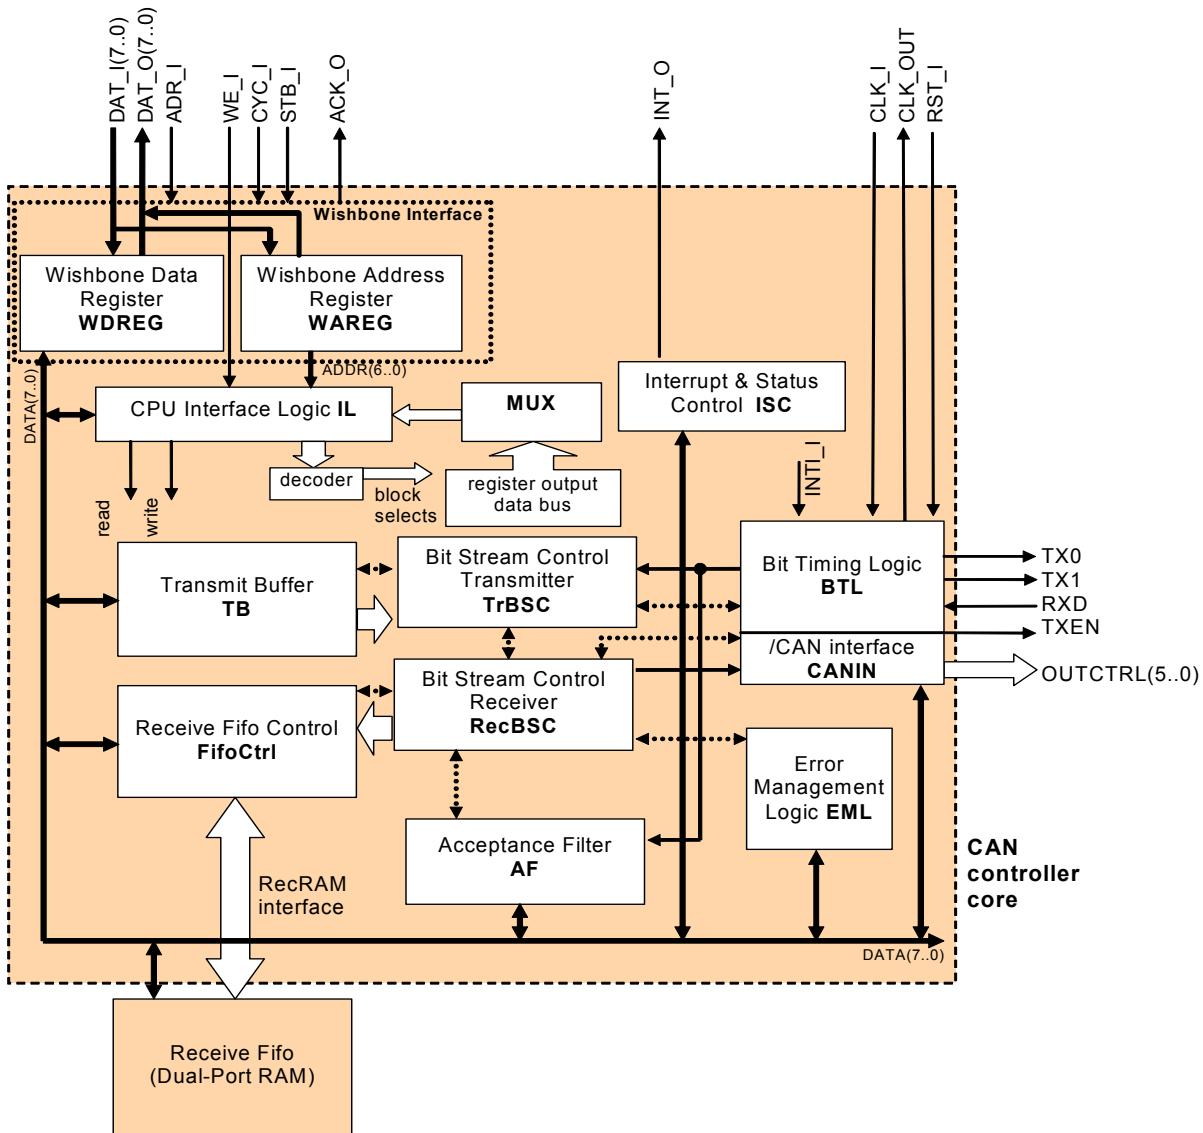 DAT_I(7..0)
DAT_O(7..0)
ADR_I
WE_I
CYC_I
STB_I
ACK_O
INT_O
CLK_I
CLK_OUT
RST_I
Wishbone Interface
Wishbone Data
Register
WDREG
Wishbone Address
Register
WAREG
DATA(7..0)
ADDR(6..0)
CPU Interface Logic IL
MUX
Interrupt & Status
Control ISC
decoder
block
selects
register output
data bus
INTI_I
read
write
Transmit Buffer
TB
Bit Stream Control
Transmitter
TrBSC
Bit Timing Logic
BTL
/CAN interface
CANIN
TX0
TX1
RXD
TXEN
OUTCTRL(5..0)
Receive Fifo Control
FifoCtrl
Bit Stream Control
Receiver
RecBSC
Error
Management
Logic EML
Acceptance Filter
AF
RecRAM
interface
CAN
controller
core
DATA(7..0)
Receive Fifo
(Dual-Port RAM)